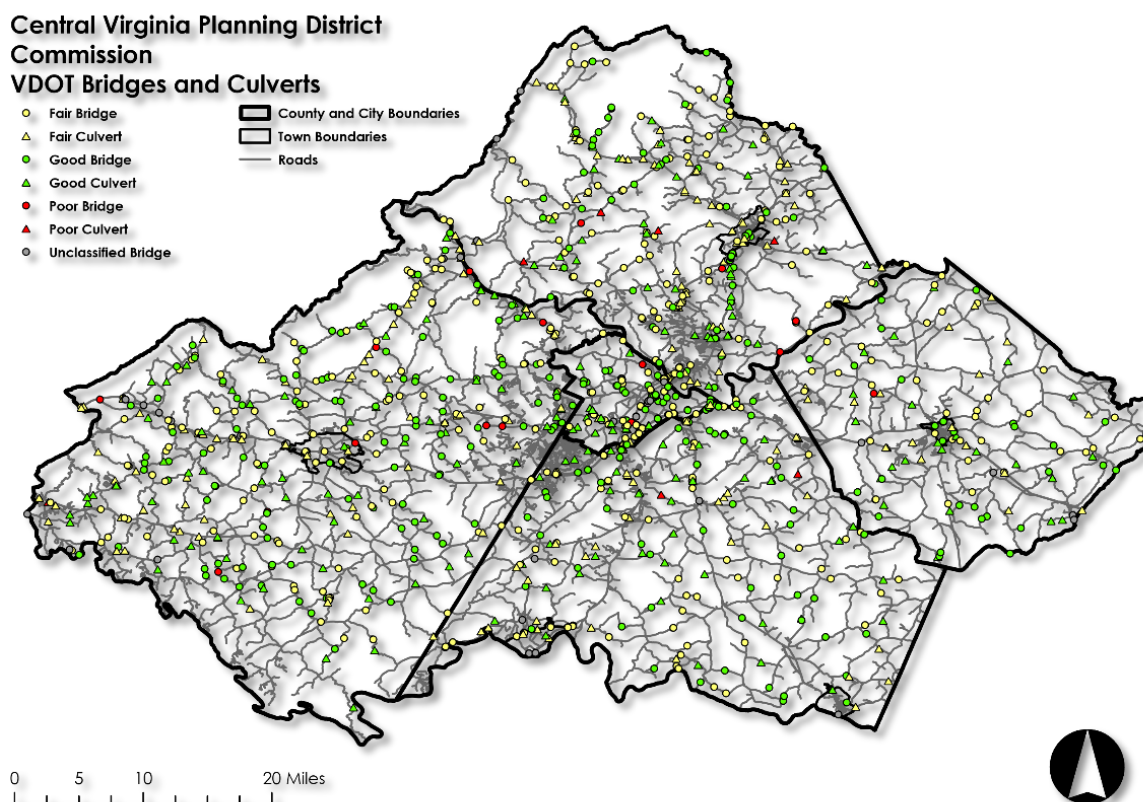 Central Virginia Planning District
Commission
VDOT Bridges and Culverts
Fair Bridge
Fair Culvert
Good Bridge
Good Culvert
Poor Bridge
Poor Culvert
Unclassified Bridge
County and City Boundaries
Town Boundaries
Roads
0 5 10 20 Miles